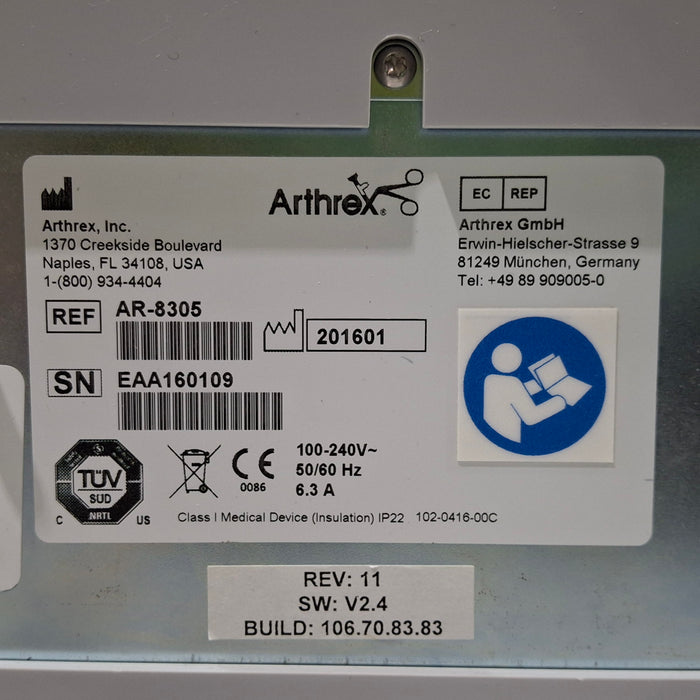 Arthrex, Inc.
1370 Creekside Boulevard
Naples, FL 34108, USA
1-(800) 934-4404
Arthrex®
EC REP
Arthrex GmbH
Erwin-Hielscher-Strasse 9
81249 München, Germany
Tel: +49 89 909005-0
REF AR-8305
201601
SN EAA160109
TÜV
SÜD
NRTL
C US
CE
0086
100-240V~
50/60 Hz
6.3 A
Class I Medical Device (Insulation) IP22 102-0416-00C
REV: 11
SW: V2.4
BUILD: 106.70.83.83